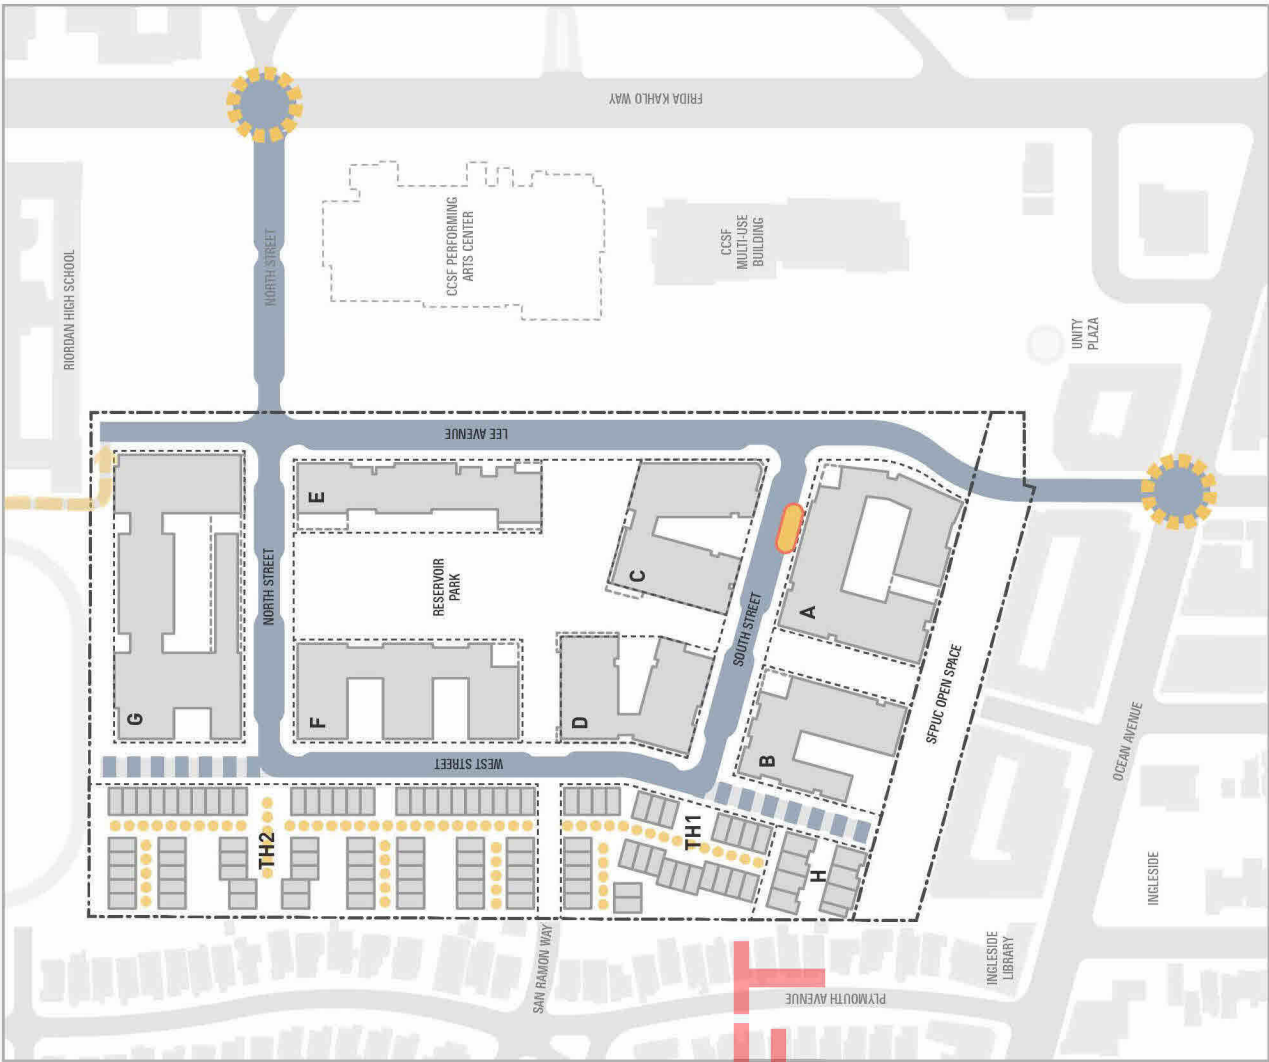 FRIDA KAHLO WAY
RIORDAN HIGH SCHOOL
NORTH STREET
CCSF PERFORMING
ARTS CENTER
CCSF
MULTI-USE
BUILDING
UNITY
PLAZA
LEE AVENUE
E
C
A
NORTH STREET
RESERVOIR
PARK
SOUTH STREET
G
F
D
B
SFPUC OPEN SPACE
OCEAN AVENUE
WEST STREET
TH2
TH1
H
INGLESIDE
SAN RAMON WAY
INGLESIDE
LIBRARY
PLYMOUTH AVENUE